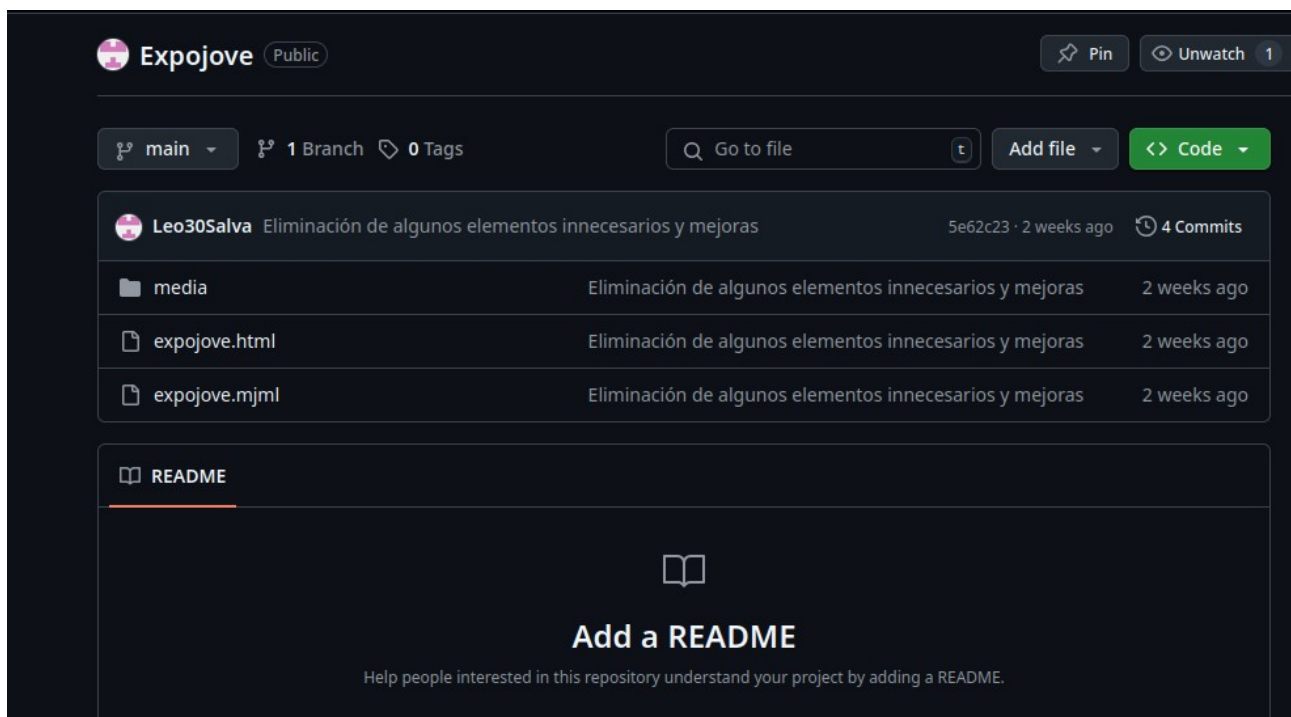 Expojove Public Pin Unwatch 1
main 1 Branch 0 Tags Go to file t Add file <> Code
Leo30Salva Eliminación de algunos elementos innecesarios y mejoras 5e62c23 · 2 weeks ago 4 Commits
media Eliminación de algunos elementos innecesarios y mejoras 2 weeks ago
expojove.html Eliminación de algunos elementos innecesarios y mejoras 2 weeks ago
expojove.mjml Eliminación de algunos elementos innecesarios y mejoras 2 weeks ago
README
Add a README
Help people interested in this repository understand your project by adding a README.